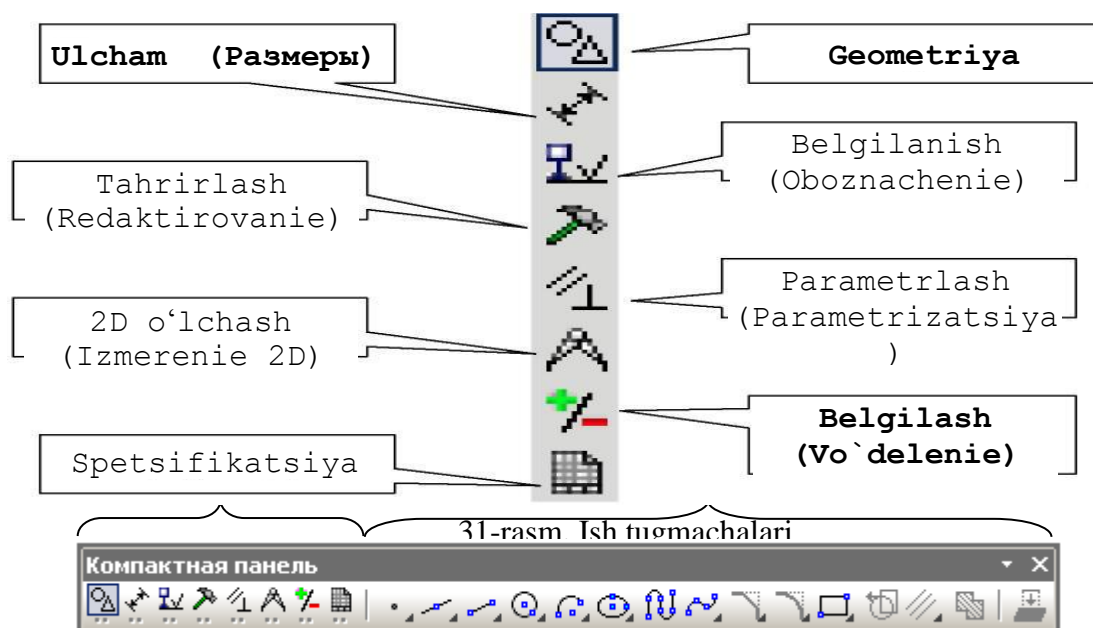 Ulcham (Размеры)
Geometriya
Belgilanish
(Oboznachenie)
Tahrirlash
(Redaktirovanie)
Parametrlash
(Parametrizatsiya
)
2D o‘lchash
(Izmerenie 2D)
Belgilash
(Vo`delenie)
Spetsifikatsiya
31-rasm. Ish tugmachalari
Компактная панель